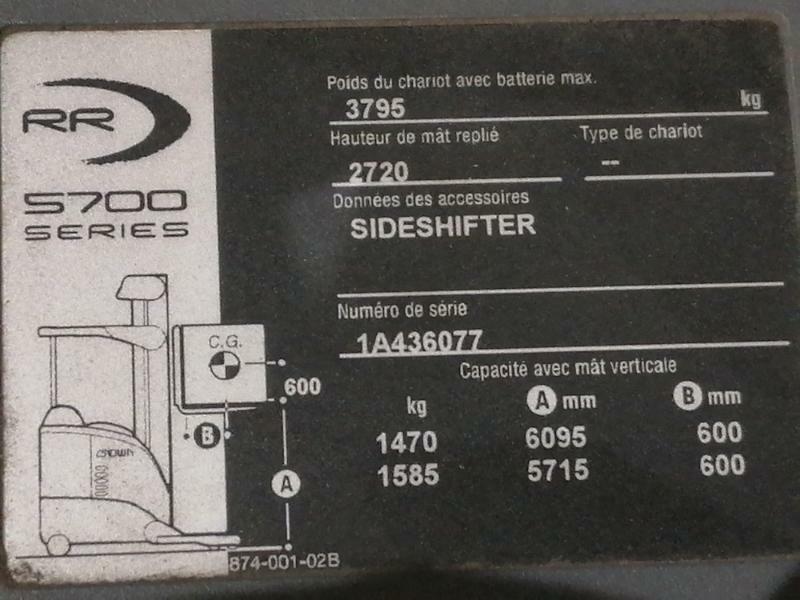 RR
5700
SERIES
Poids du chariot avec batterie max.
3795 kg
Hauteur de mât replié Type de chariot
2720 --
Données des accessoires
SIDESHIFTER
Numéro de série
1A436077
Capacité avec mât verticale
kg A mm B mm
1470 6095 600
1585 5715 600
C.G.
600
B
CROWN
A
874-001-02B